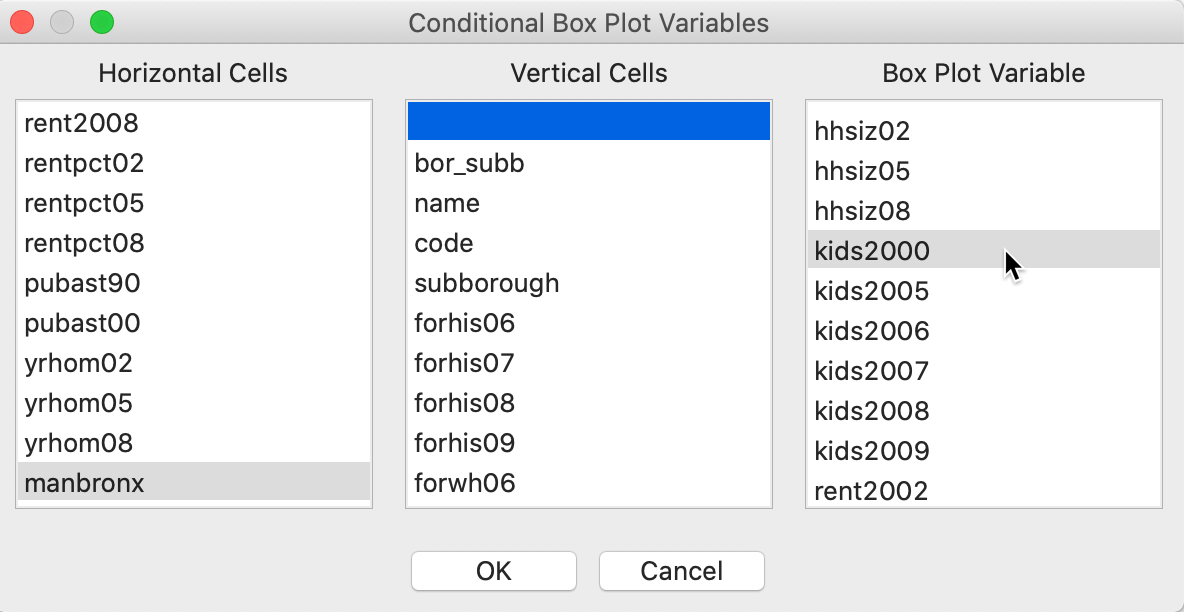 Conditional Box Plot Variables
Horizontal Cells
rent2008
rentpct02
rentpct05
rentpct08
pubast90
pubast00
yrhom02
yrhom05
yrhom08
manbronx
Vertical Cells
bor_subb
name
code
subborough
forhis06
forhis07
forhis08
forhis09
forwh06
Box Plot Variable
hhsiz02
hhsiz05
hhsiz08
kids2000
kids2005
kids2006
kids2007
kids2008
kids2009
rent2002
OK
Cancel